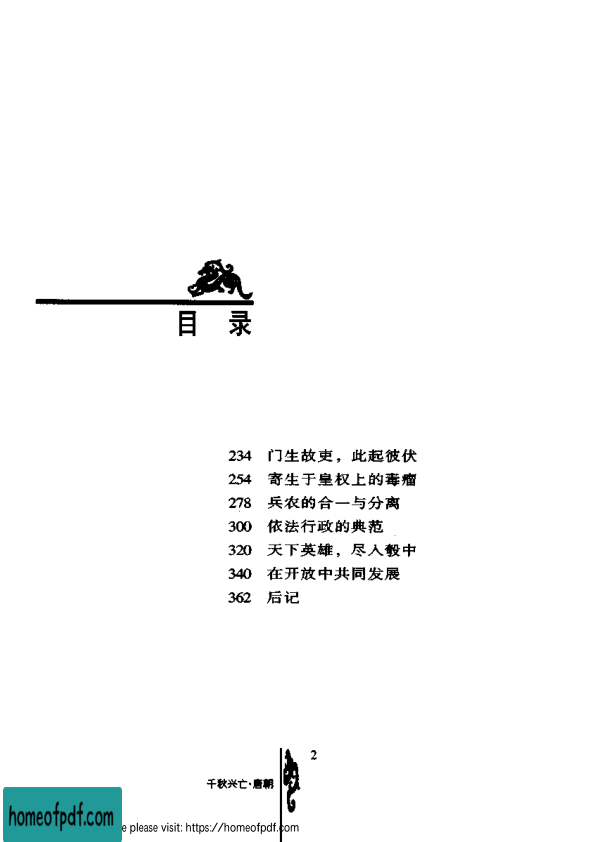 目 录
234 门生故吏，此起彼伏
254 寄生于皇权上的毒瘤
278 兵农的合一与分离
300 依法行政的典范
320 天下英雄，尽入彀中
340 在开放中共同发展
362 后记
2
千秋兴亡·唐朝
homeofpdf.com
e please visit: https://homeofpdf.com